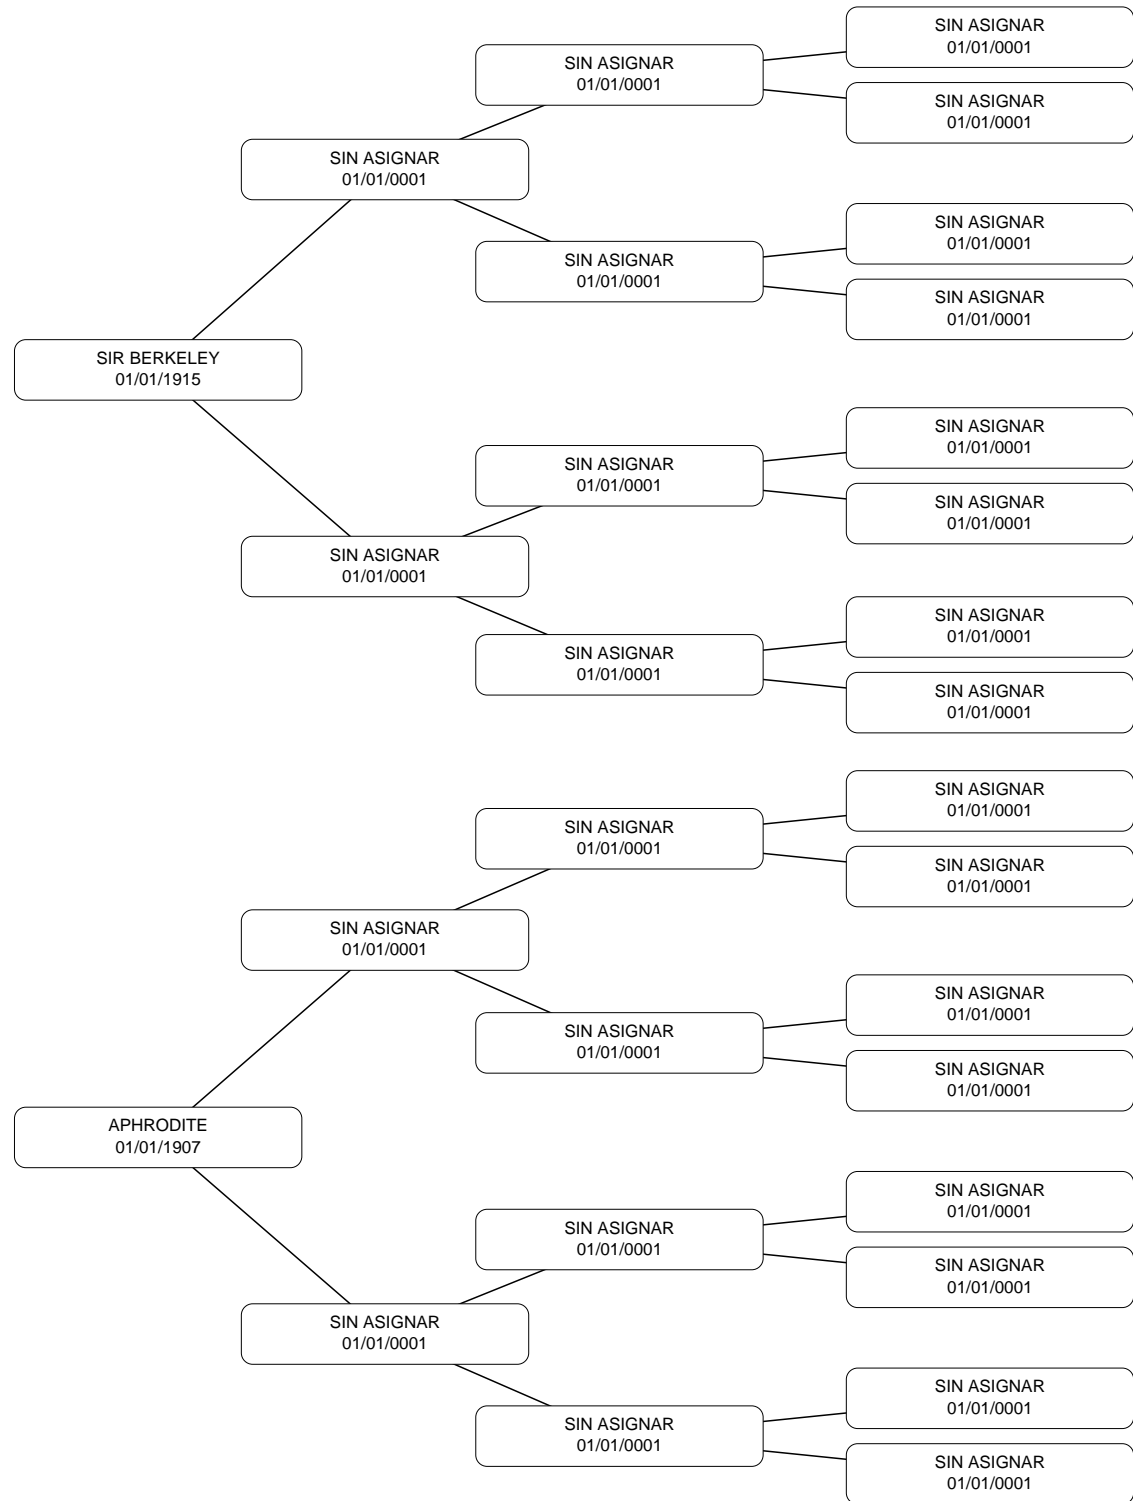 SIN ASIGNAR
01/01/0001
SIN ASIGNAR
01/01/0001
SIN ASIGNAR
01/01/0001
SIN ASIGNAR
01/01/0001
SIN ASIGNAR
01/01/0001
SIN ASIGNAR
01/01/0001
SIN ASIGNAR
01/01/0001
SIR BERKELEY
01/01/1915
SIN ASIGNAR
01/01/0001
SIN ASIGNAR
01/01/0001
SIN ASIGNAR
01/01/0001
SIN ASIGNAR
01/01/0001
SIN ASIGNAR
01/01/0001
SIN ASIGNAR
01/01/0001
SIN ASIGNAR
01/01/0001
SIN ASIGNAR
01/01/0001
SIN ASIGNAR
01/01/0001
SIN ASIGNAR
01/01/0001
SIN ASIGNAR
01/01/0001
SIN ASIGNAR
01/01/0001
SIN ASIGNAR
01/01/0001
SIN ASIGNAR
01/01/0001
APHRODITE
01/01/1907
SIN ASIGNAR
01/01/0001
SIN ASIGNAR
01/01/0001
SIN ASIGNAR
01/01/0001
SIN ASIGNAR
01/01/0001
SIN ASIGNAR
01/01/0001
SIN ASIGNAR
01/01/0001
SIN ASIGNAR
01/01/0001